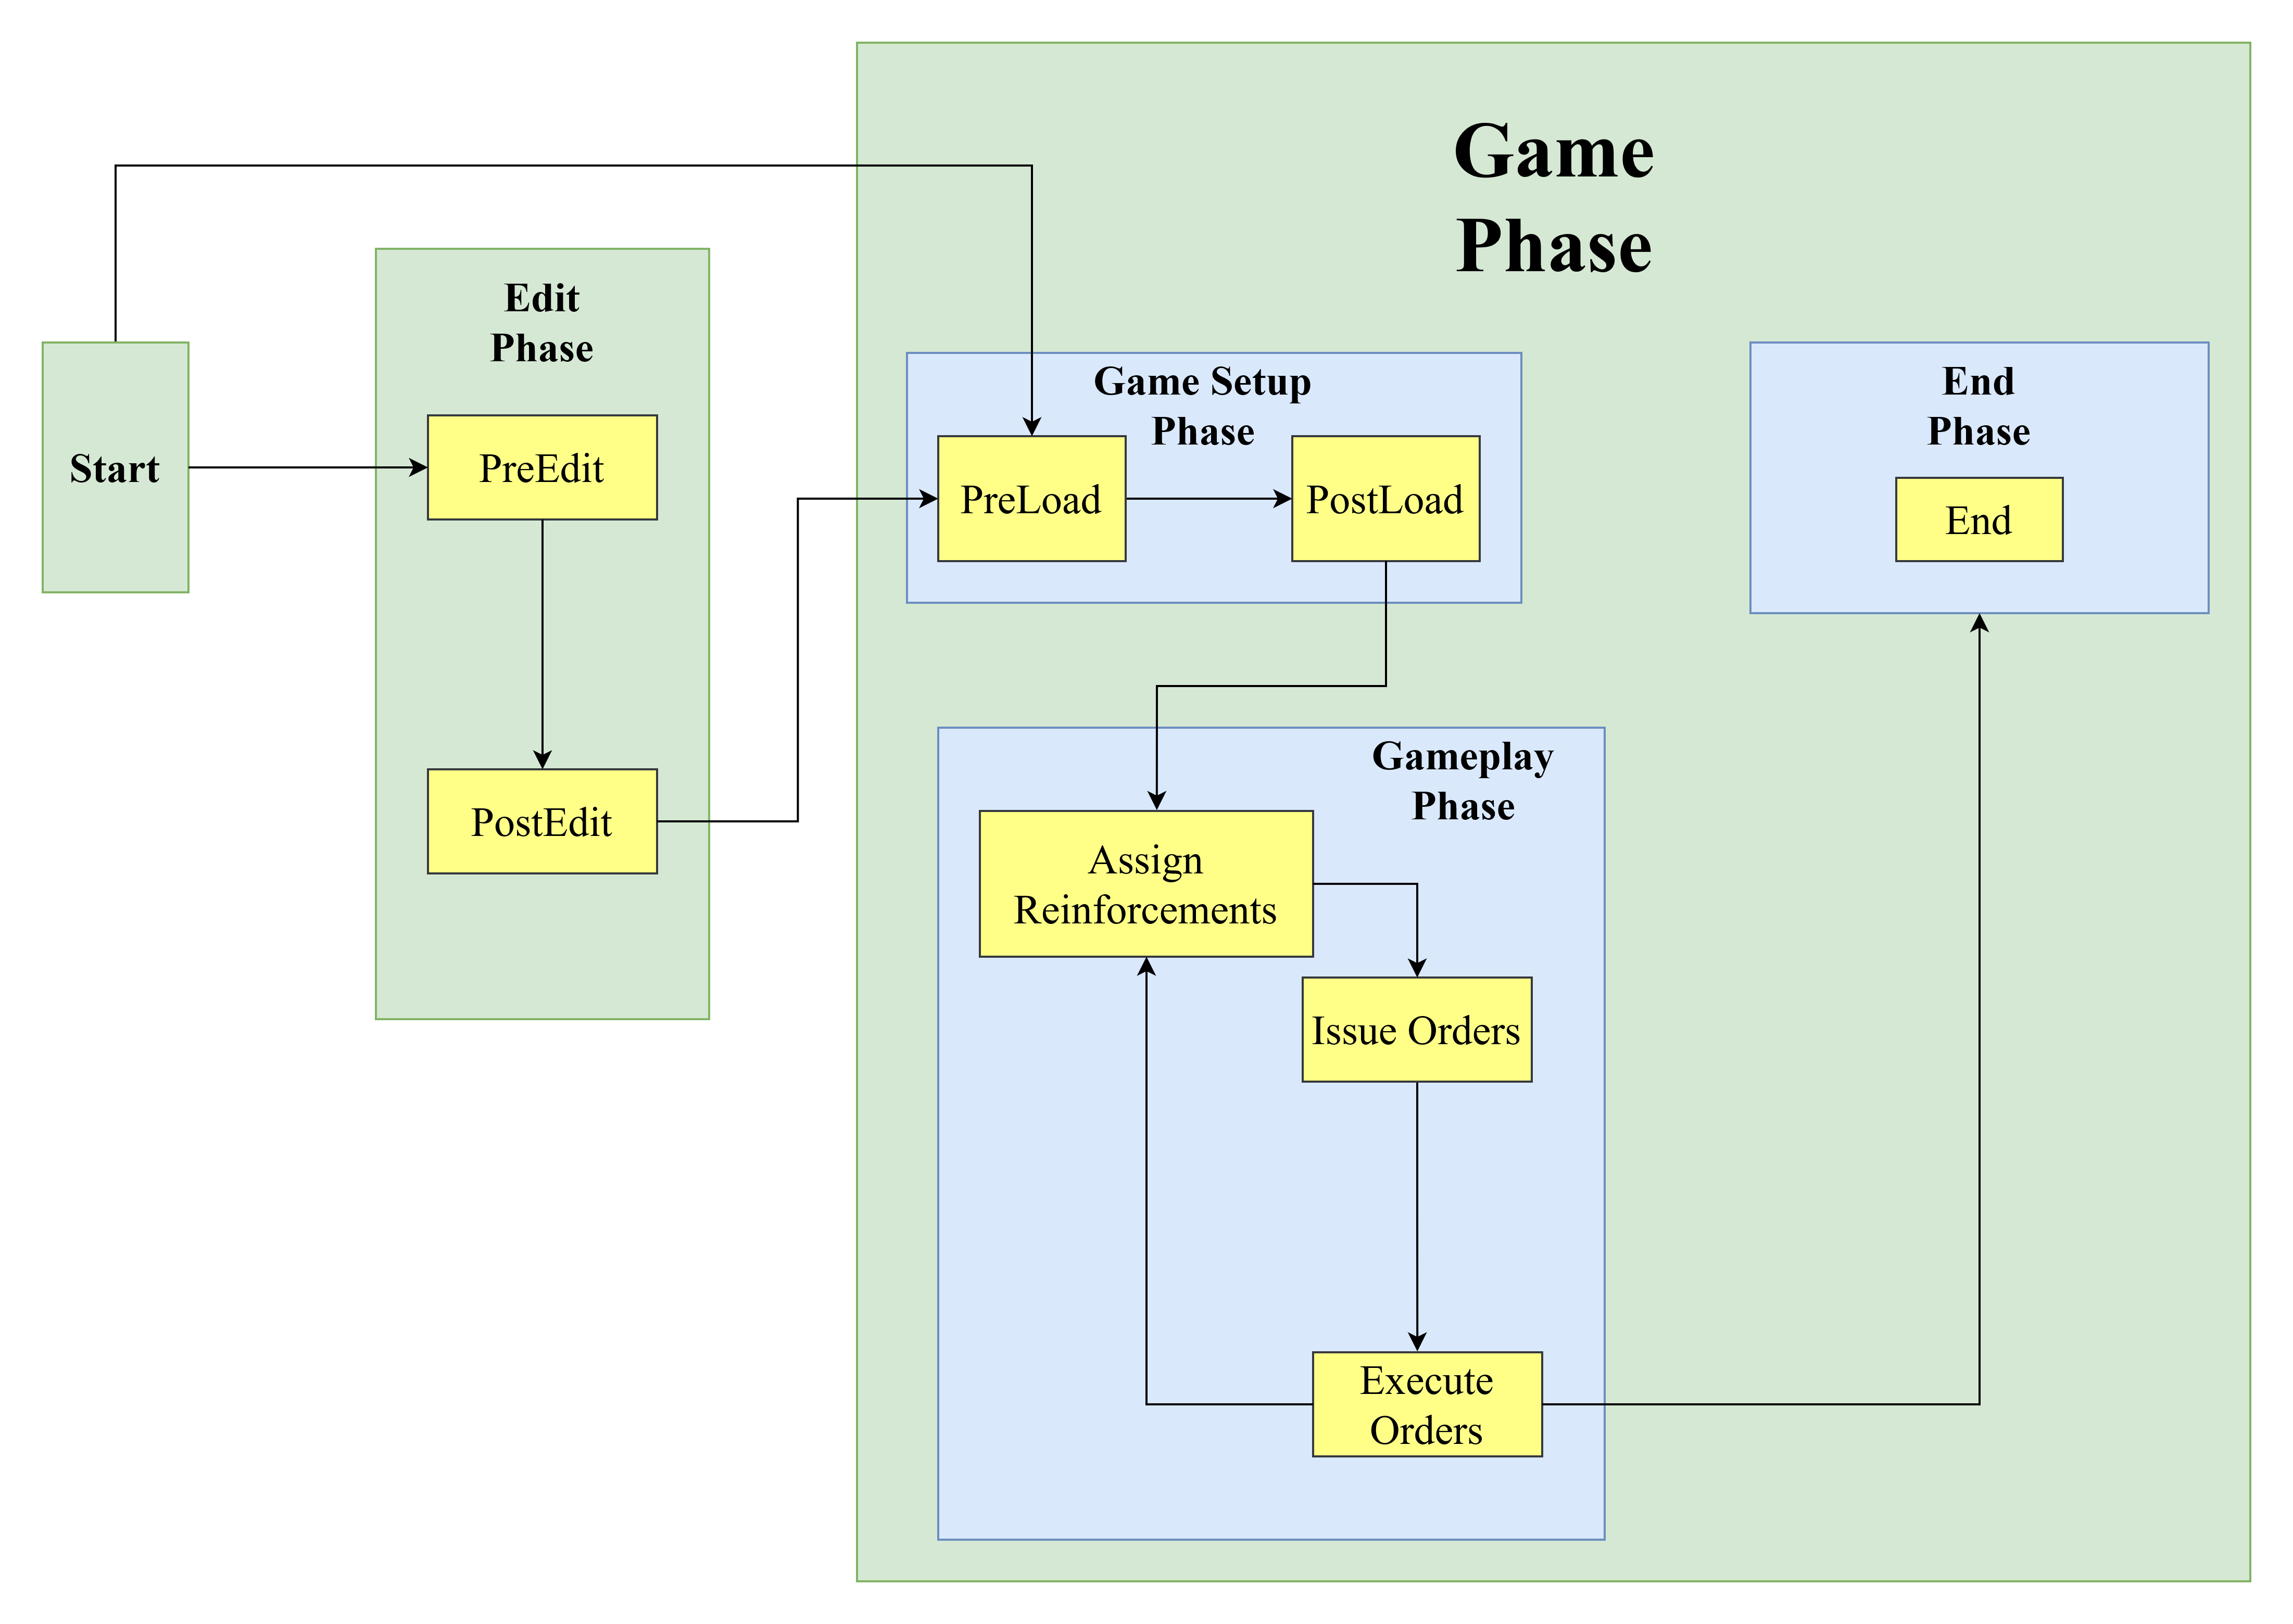 Game
Phase
Edit
Phase
Start
PreEdit
PostEdit
Game Setup
Phase
PreLoad
PostLoad
End
Phase
End
Gameplay
Phase
Assign
Reinforcements
Issue Orders
Execute
Orders